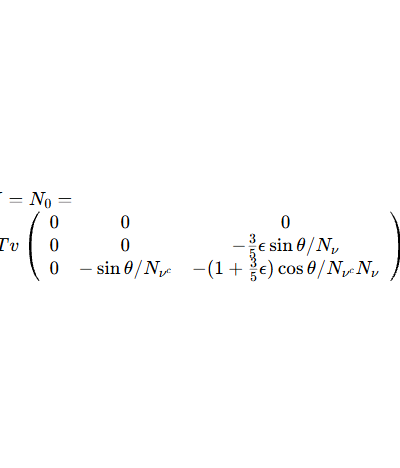 = N₀ =
Tv ( 0 0 0
0 0 −3/5 ϵ sin θ/N_ν
0 − sin θ/N_{ν^c} −(1 + 3/5 ϵ) cos θ/N_{ν^c} N_ν )